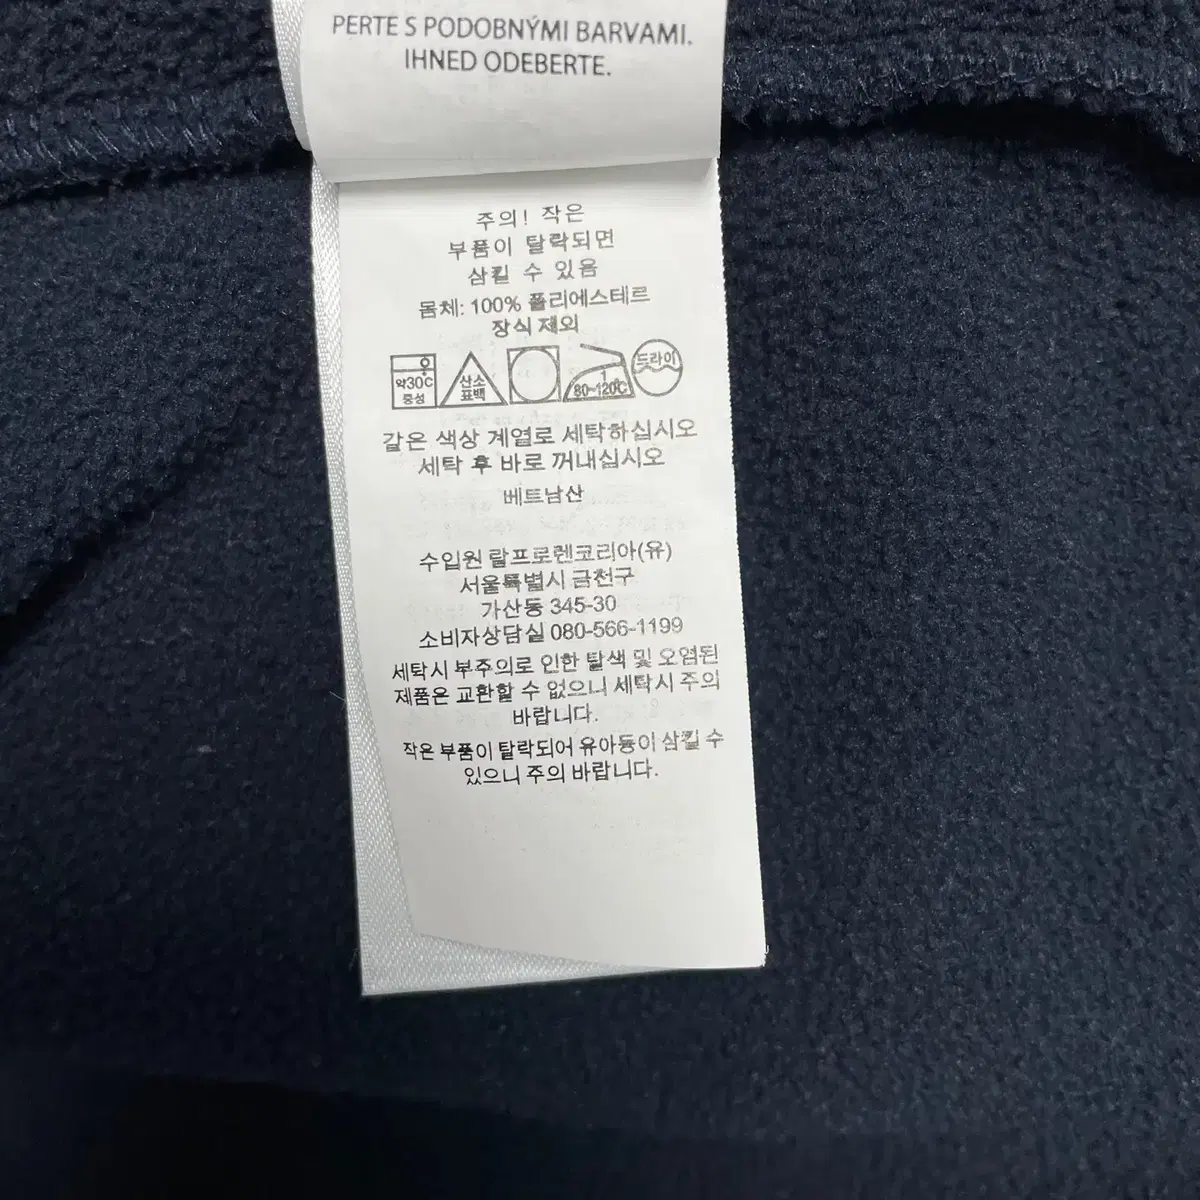 PERTE S PODOBNÝMI BARVAMI.
IHNED ODEBERTE.
주의! 작은
부품이 탈락되면
삼킬 수 있음
몸체: 100% 폴리에스테르
장식 제외
약30C
중성
산소
표백
1
80~120℃
드라이
같은 색상 계열로 세탁하십시오
세탁 후 바로 꺼내십시오
베트남산
수입원 랄프로렌코리아(유)
서울특별시 금천구
가산동 345-30
소비자상담실 080-566-1199
세탁시 부주의로 인한 탈색 및 오염된
제품은 교환할 수 없으니 세탁시 주의
바랍니다.
작은 부품이 탈락되어 유아등이 삼킬 수
있으니 주의 바랍니다.